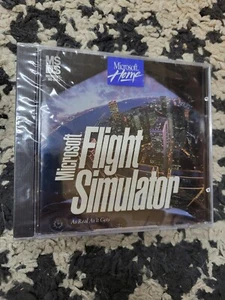 Microsoft
Home
Microsoft
Flight
Simulator
As Real As It Gets